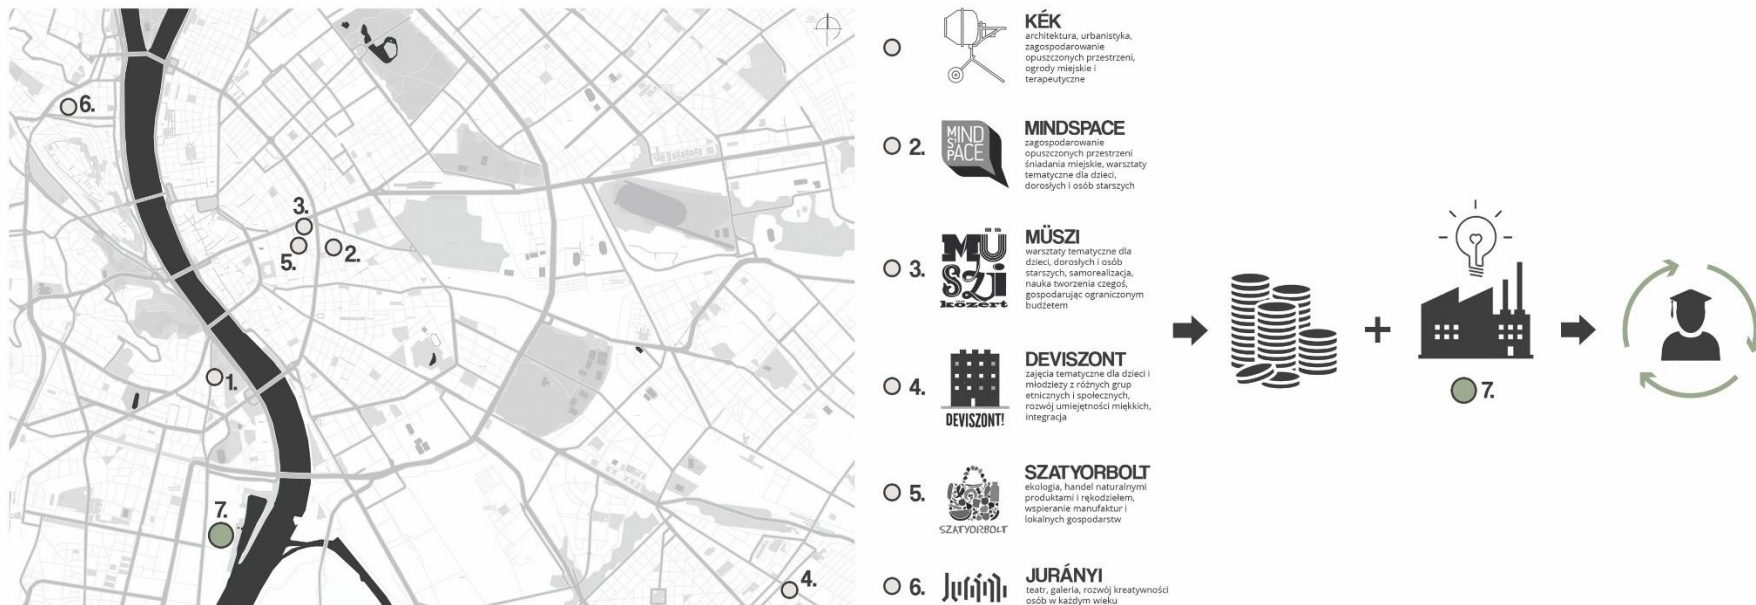 6.
3.
5.
2.
1.
7.
4.
KÉK
architektura, urbanistyka,
zagospodarowanie
opuszczonych przestrzeni,
ogrody miejskie i
terapeutyczne
2.
MIND
S\PACE
MINDSPACE
zagospodarowanie
opuszczonych przestrzeni
śniadania miejskie, warsztaty
tematyczne dla dzieci,
dorosłych i osób starszych
3.
MÜ
SZi
közért
MÜSZI
warsztaty tematyczne dla
dzieci, dorosłych i osób
starszych, samorealizacja,
nauka tworzenia czegoś,
gospodarując ograniczonym
budżetem
4.
DEVISZONT!
DEVISZONT
zajęcia tematyczne dla dzieci i
młodziezy z różnych grup
etnicznych i społecznych,
rozwój umiejętności miękkich,
integracja
5.
SZATYORBOLT
SZATYORBOLT
ekologia, handel naturalnymi
produktami i rękodziełem,
wspieranie manufaktur i
lokalnych gospodarstw
6.
Jurányi
JURÁNYI
teatr, galeria, rozwój kreatywności
osób w każdym wieku
+
7.